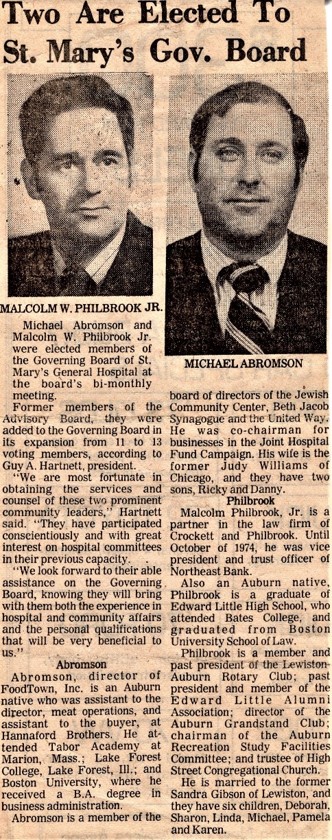 Two Are Elected To
St. Mary's Gov. Board
MALCOLM W. PHILBROOK JR.
MICHAEL ABROMSON
Michael Abromson and
Malcolm W. Philbrook Jr.
were elected members of
the Governing Board of St.
Mary's General Hospital at
the board's bi-monthly
meeting.
Former members of the
Advisory Board, they were
added to the Governing Board in
its expansion from 11 to 13
voting members, according to
Guy A. Hartnett, president.
"We are most fortunate in
obtaining the services and
counsel of these two prominent
community leaders," Hartnett
said. "They have participated
conscientiously and with great
interest on hospital committees
in their previous capacity.
"We look forward to their able
assistance on the Governing
Board, knowing they will bring
with them both the experience in
hospital and community affairs
and the personal qualifications
that will be very beneficial to
us."
Abromson
Abromson, director of
FoodTown, Inc. is an Auburn
native who was assistant to the
director, meat operations, and
assistant to the buyer, at
Hannaford Brothers. He at-
tended Tabor Academy at
Marion, Mass.; Lake Forest
College, Lake Forest, Ill.; and
Boston University, where he
received a B.A. degree in
business administration.
Abromson is a member of the
board of directors of the Jewish
Community Center, Beth Jacob
Synagogue and the United Way.
He was co-chairman for
businesses in the Joint Hospital
Fund Campaign. His wife is the
former Judy Williams of
Chicago, and they have two
sons, Ricky and Danny.
Philbrook
Malcolm Philbrook, Jr. is a
partner in the law firm of
Crockett and Philbrook. Until
October of 1974, he was vice
president and trust officer of
Northeast Bank.
Also an Auburn native,
Philbrook is a graduate of
Edward Little High School, who
attended Bates College, and
graduated from Boston
University School of Law.
Philbrook is a member and
past president of the Lewiston-
Auburn Rotary Club; past
president and member of the
Edward Little Alumni
Association; director of the
Auburn Grandstand Club;
chairman of the Auburn
Recreation Study Facilities
Committee; and trustee of High
Street Congregational Church.
He is married to the former
Sandra Gibson of Lewiston, and
they have six children, Deborah,
Sharon, Linda, Michael, Pamela
and Karen.